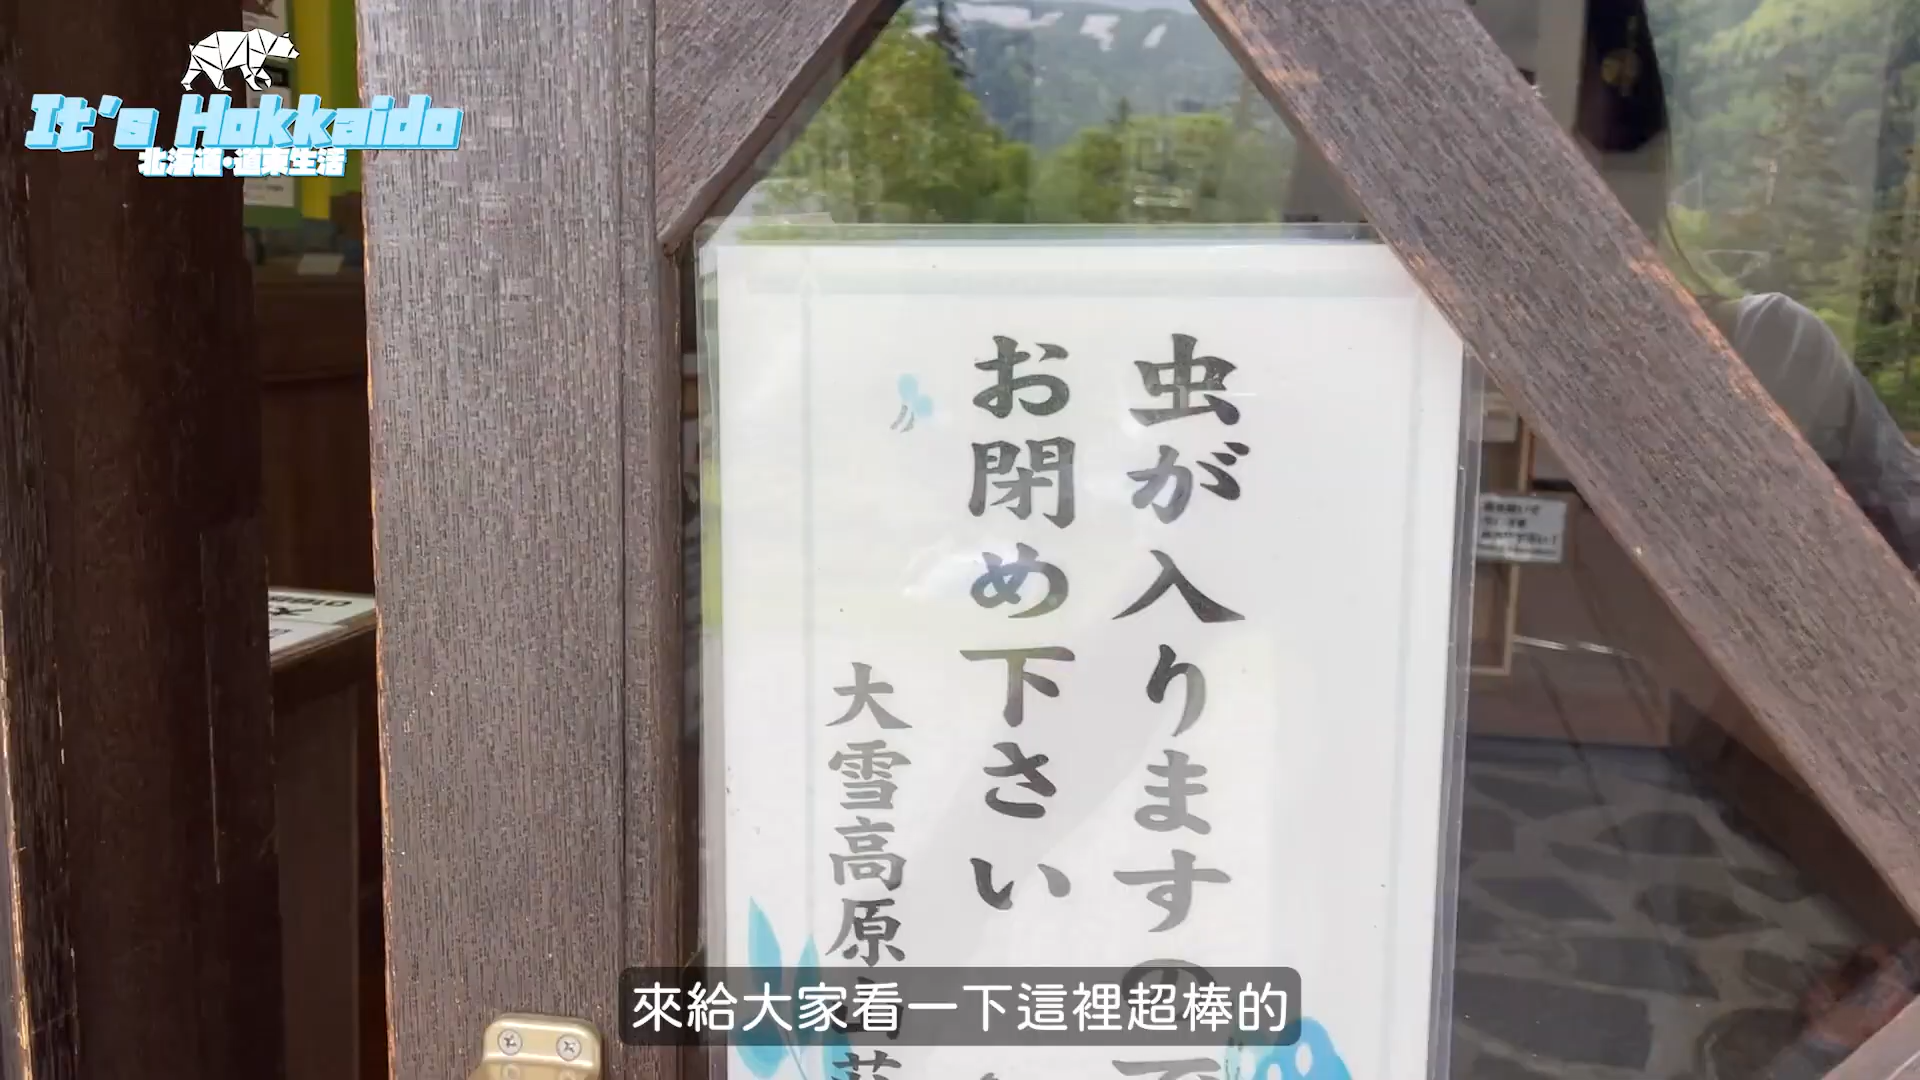 It's Hokkaido
北海道•道東生活
虫が入りますの
お閉め下さい
大雪高原山荘
來給大家看一下這裡超棒的